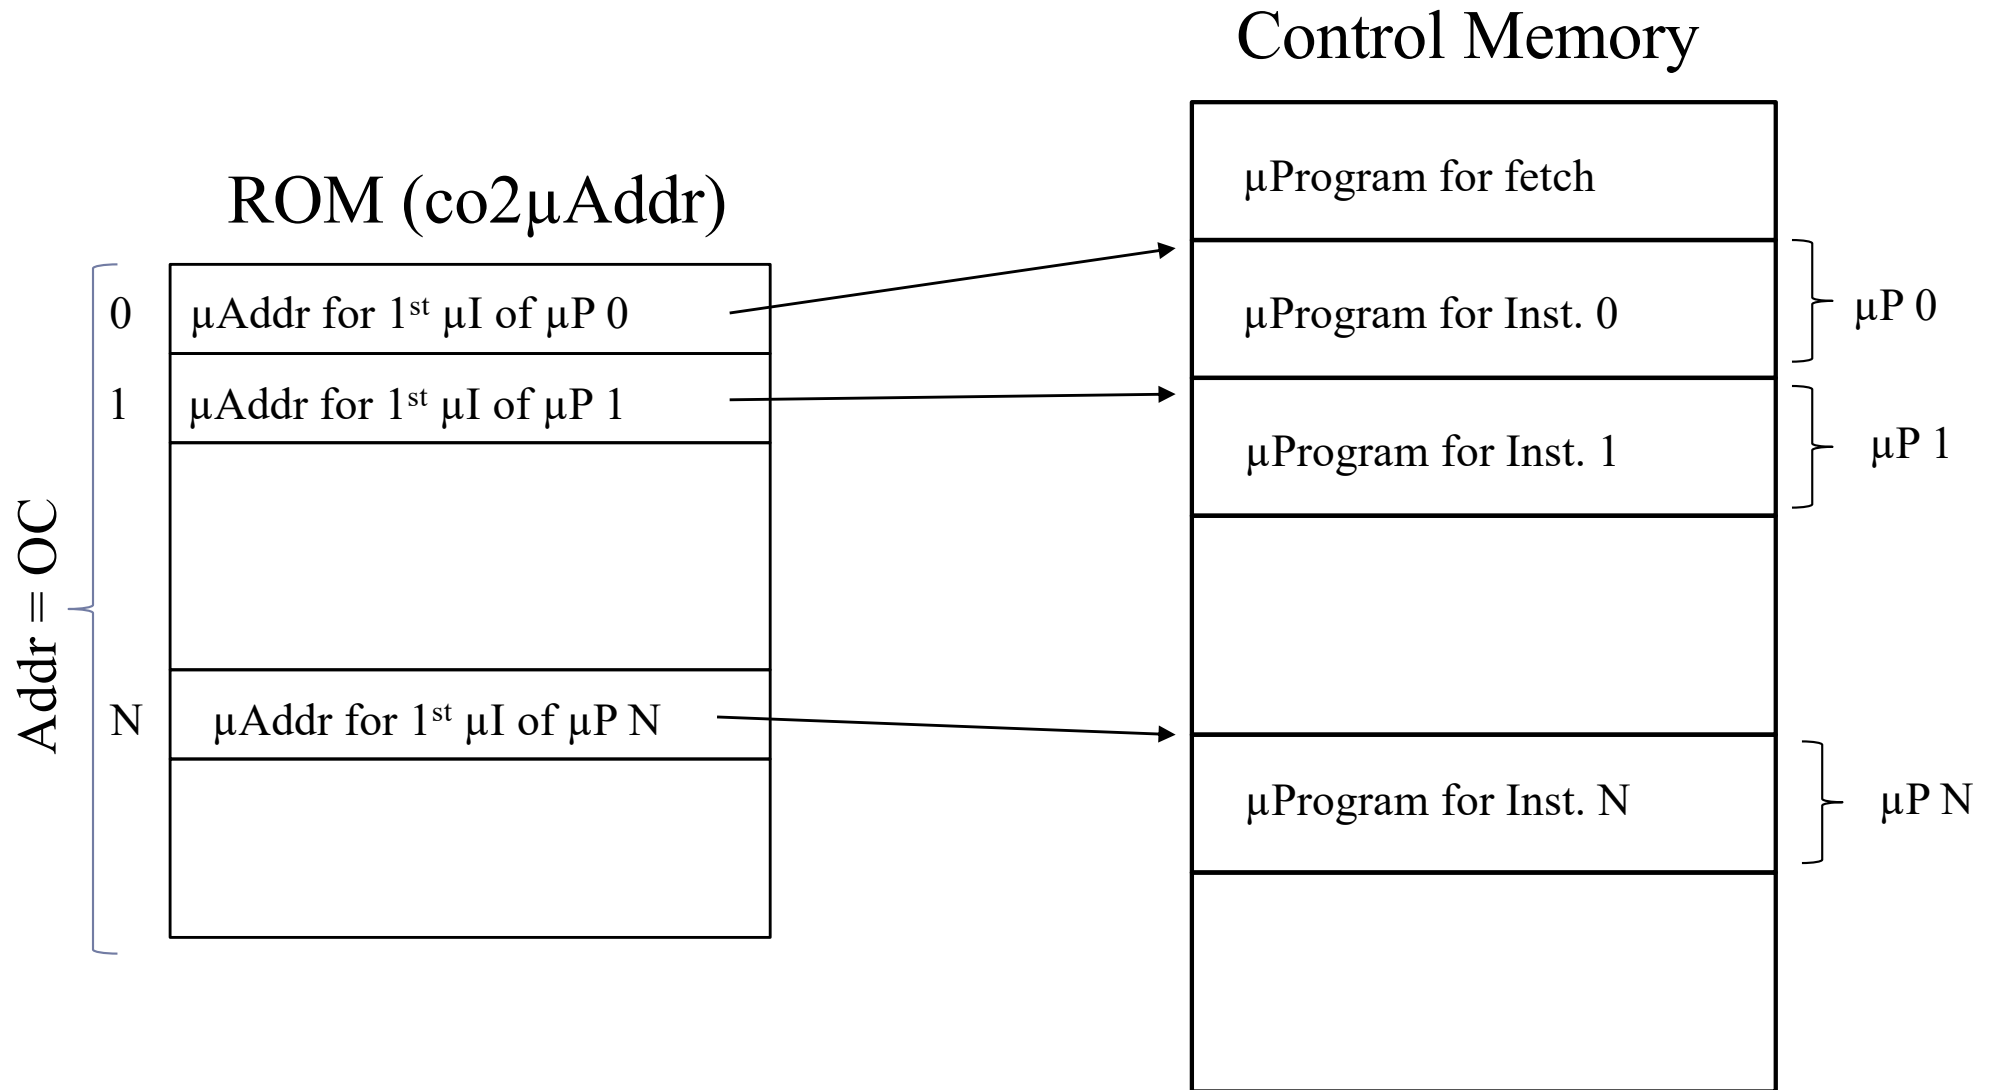 Control Memory
ROM (co2µAddr)
Addr = OC
0
µAddr for 1st µI of µP 0
1
µAddr for 1st µI of µP 1
N
µAddr for 1st µI of µP N
µProgram for fetch
µProgram for Inst. 0
µP 0
µProgram for Inst. 1
µP 1
µProgram for Inst. N
µP N